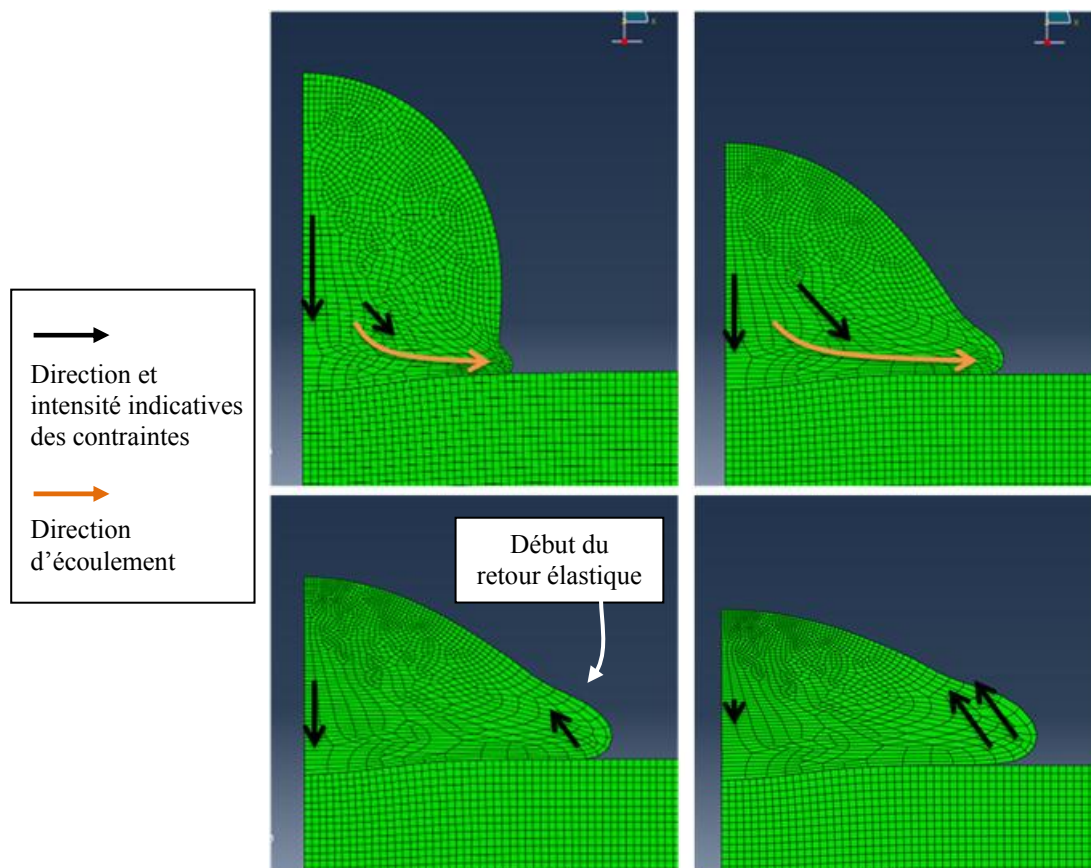 Direction et
intensité indicatives
des contraintes
Direction
d'écoulement
Début du
retour élastique